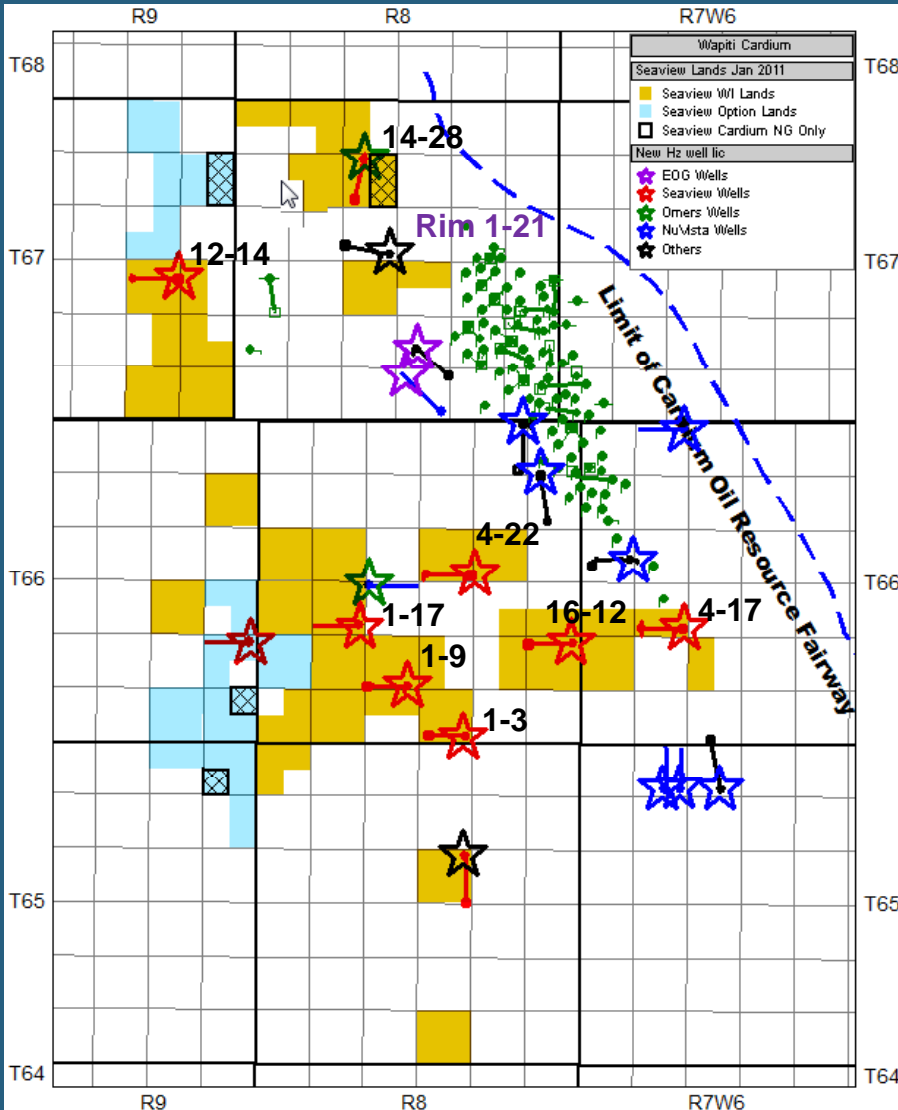 R9 R8 R7W6
Wapiti Cardium
T68 T68
Seaview Lands Jan 2011
Seaview WI Lands
Seaview Option Lands
Seaview Cardium NG Only
New Hz well lic
EOG Wells
Seaview Wells
Omers Wells
NuVista Wells
Others
14-28
Rim 1-21
12-14
T67 T67
Limit of Cardium Oil Resource Fairway
4-22
T66 T66
1-17
16-12
4-17
1-9
1-3
T65 T65
T64 T64
R9 R8 R7W6